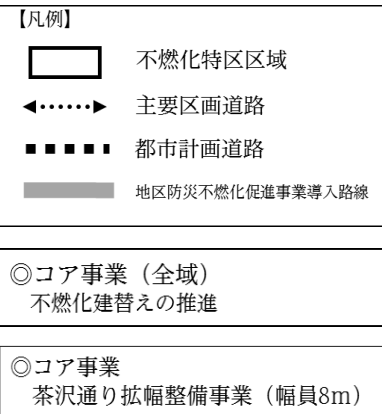 【凡例】
不燃化特区区域
主要区画道路
都市計画道路
地区防災不燃化促進事業導入路線
◎コア事業（全域）
不燃化建替えの推進
◎コア事業
茶沢通り拡幅整備事業（幅員8m）